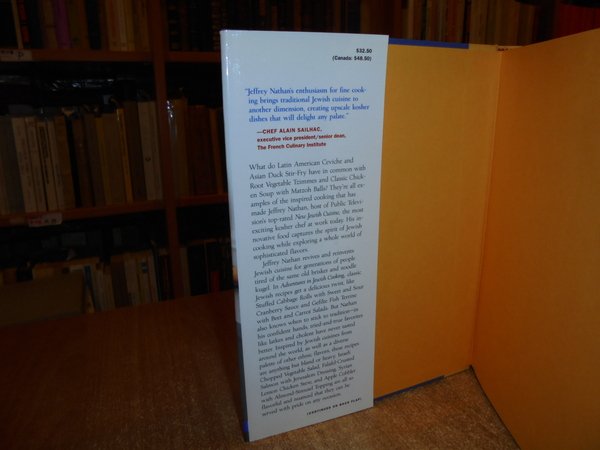 $32.50
(Canada: $48.50)
"Jeffrey Nathan's enthusiasm for fine cook-
ing brings traditional Jewish cuisine to
another dimension, creating upscale kosher
dishes that will delight any palate."
—CHEF ALAIN SAILHAC,
executive vice president/senior dean,
The French Culinary Institute
What do Latin American Ceviche and
Asian Duck Stir-Fry have in common with
Root Vegetable Tzimmes and Classic Chick-
en Soup with Matzoh Balls? They're all ex-
amples of the inspired cooking that has
made Jeffrey Nathan, host of Public Televi-
sion's top-rated New Jewish Cuisine, the most
exciting kosher chef at work today. His in-
novative food captures the spirit of Jewish
cooking while exploring a whole world of
sophisticated flavors.
Jeffrey Nathan revives and reinvents
Jewish cuisine for generations of people
tired of the same old briskets and noodle
kugel. In Adventures in Jewish Cooking, classic
Jewish recipes get a delicious twist, like
Stuffed Cabbage Rolls with Sweet and Sour
Cranberry Sauce and Gefilte Fish Terrine
with Beet and Carrot Salads. But Nathan
also knows when to stick to tradition—in
his confident hands, tried-and-true favorites
like latkes and cholent have never tasted
better. Inspired by Jewish cuisines from
around the world, as well as a diverse
palette of other ethnic flavors, these recipes
are anything but bland or heavy. Israeli
Chopped Vegetable Salad, Falafel-Crusted
Salmon with Jerusalem Dressing, Syrian
Lemon Chicken Stew, and Apple Cobbler
with Almond-Streusel Topping are all so
flavorful and nuanced that they can be
served with pride on any occasion.
(CONTINUED ON BACK FLAP)